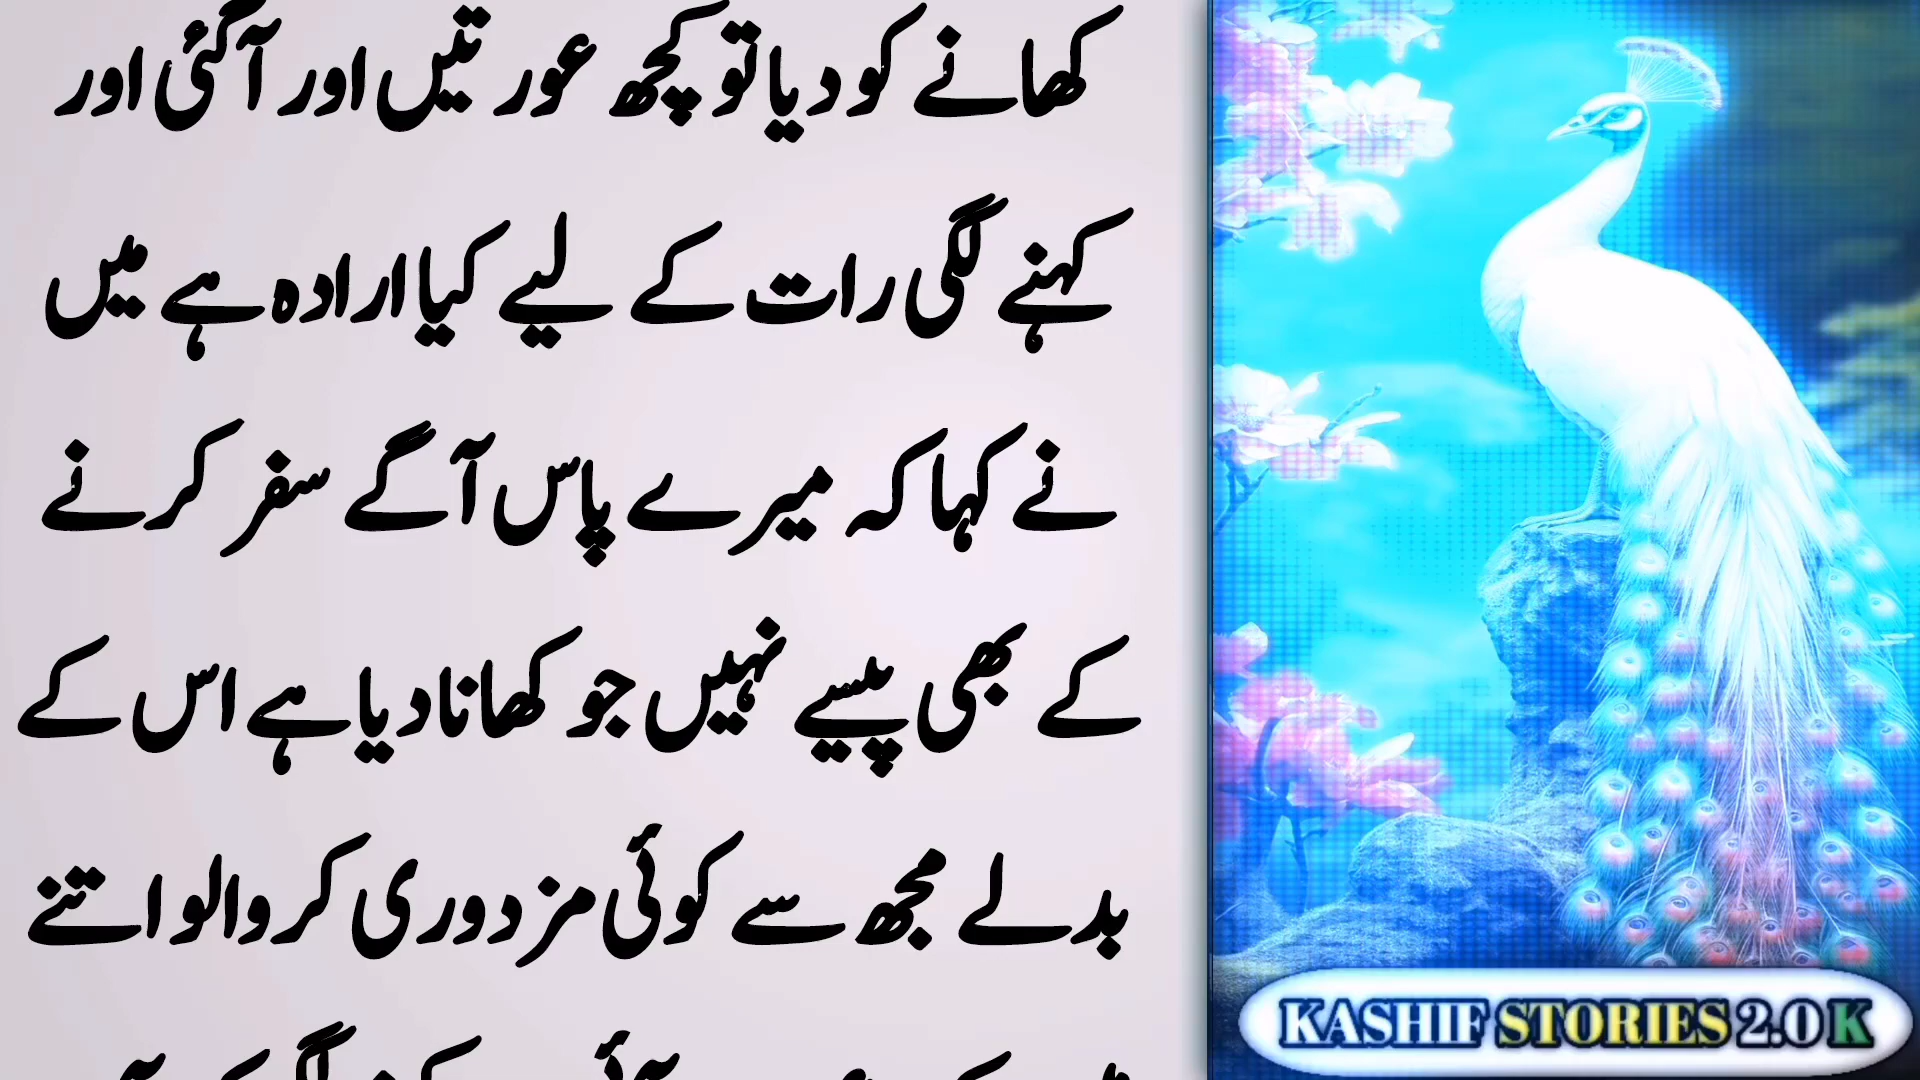 کھانے کو دیا تو کچھ عورتیں اور آگئی اور
کہنے لگی رات کے لیے کیا ارادہ ہے میں
نے کہا کہ میرے پاس آگے سفر کرنے
کے بھی پیسے نہیں جو کھانا دیا ہے اس کے
بدلے مجھ سے کوئی مزدوری کروالو اتنے
KASHIF STORIES 2.0 K